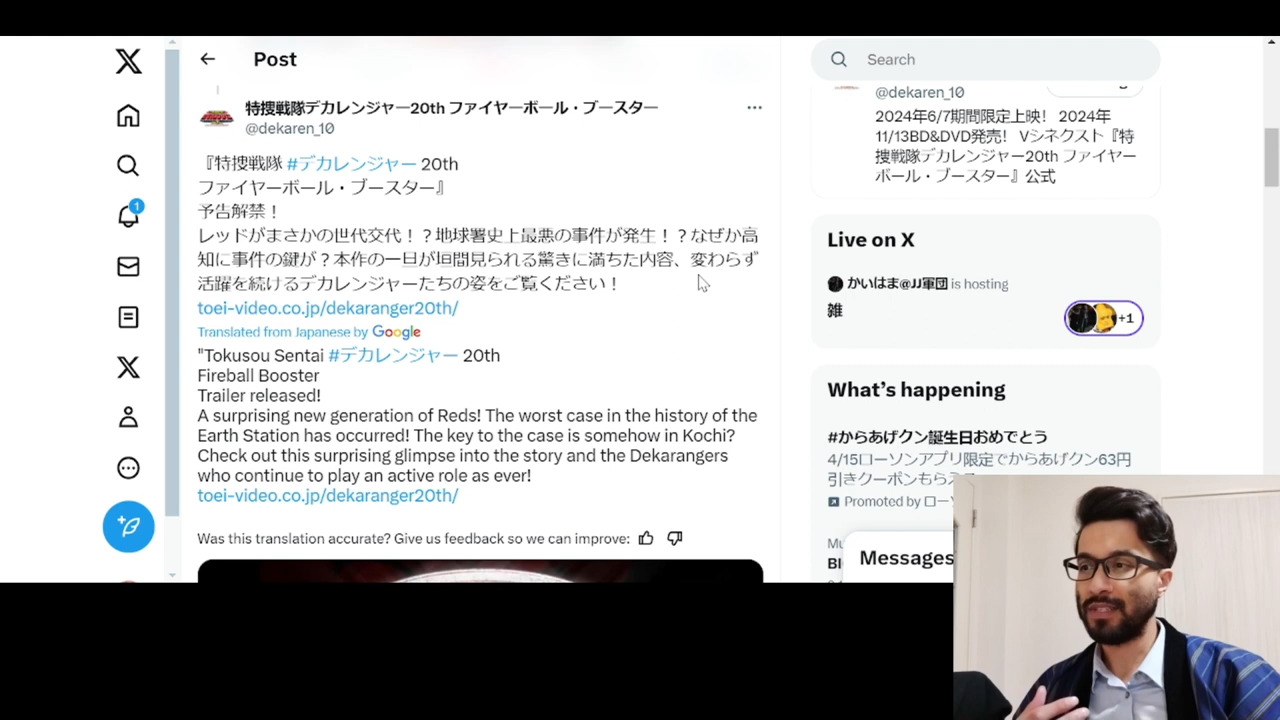 Post
特捜戦隊デカレンジャー20th ファイヤーボール・ブースター
@dekaren_10
『特捜戦隊 #デカレンジャー 20th
ファイヤーボール・ブースター』
予告解禁！
レッドがまさかの世代交代！？地球署史上最悪の事件が発生！？なぜか高
知に事件の鍵が？本作の一旦が垣間見られる驚きに満ちた内容、変わらず
活躍を続けるデカレンジャーたちの姿をご覧ください！
toei-video.co.jp/dekaranger20th/
Translated from Japanese by Google
"Tokusou Sentai #デカレンジャー 20th
Fireball Booster
Trailer released!
A surprising new generation of Reds! The worst case in the history of the
Earth Station has occurred! The key to the case is somehow in Kochi?
Check out this surprising glimpse into the story and the Dekarangers
who continue to play an active role as ever!
toei-video.co.jp/dekaranger20th/
Was this translation accurate? Give us feedback so we can improve:
1
Search
@dekaren_10
2024年6/7期間限定上映！ 2024年
11/13BD&DVD発売！ Vシネクスト『特
捜戦隊デカレンジャー20th ファイヤー
ボール・ブースター』公式
Live on X
かいはま@JJ軍団 is hosting
雑
+1
What's happening
#からあげクン誕生日おめでとう
4/15ローソンアプリ限定でからあげクン63円
引きクーポンもらえ
Promoted by ロー
Messages